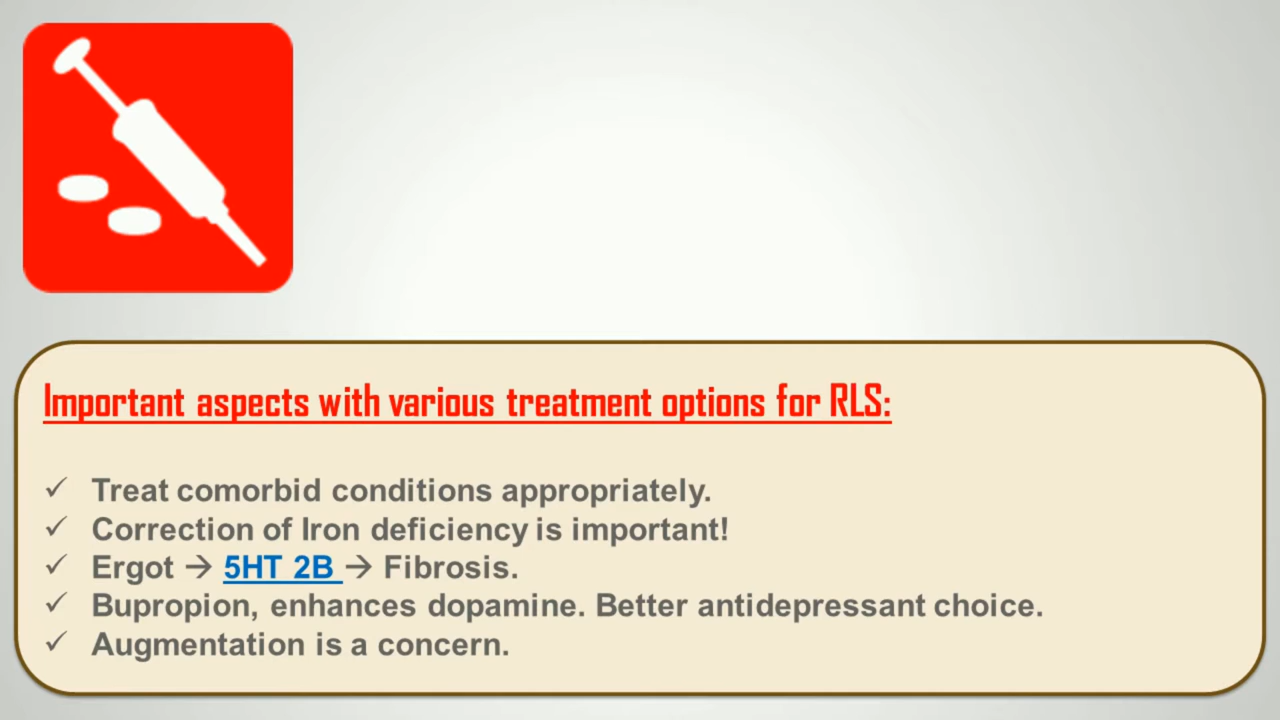 Important aspects with various treatment options for RLS:
✓ Treat comorbid conditions appropriately.
✓ Correction of Iron deficiency is important!
✓ Ergot → 5HT 2B → Fibrosis.
✓ Bupropion, enhances dopamine. Better antidepressant choice.
✓ Augmentation is a concern.